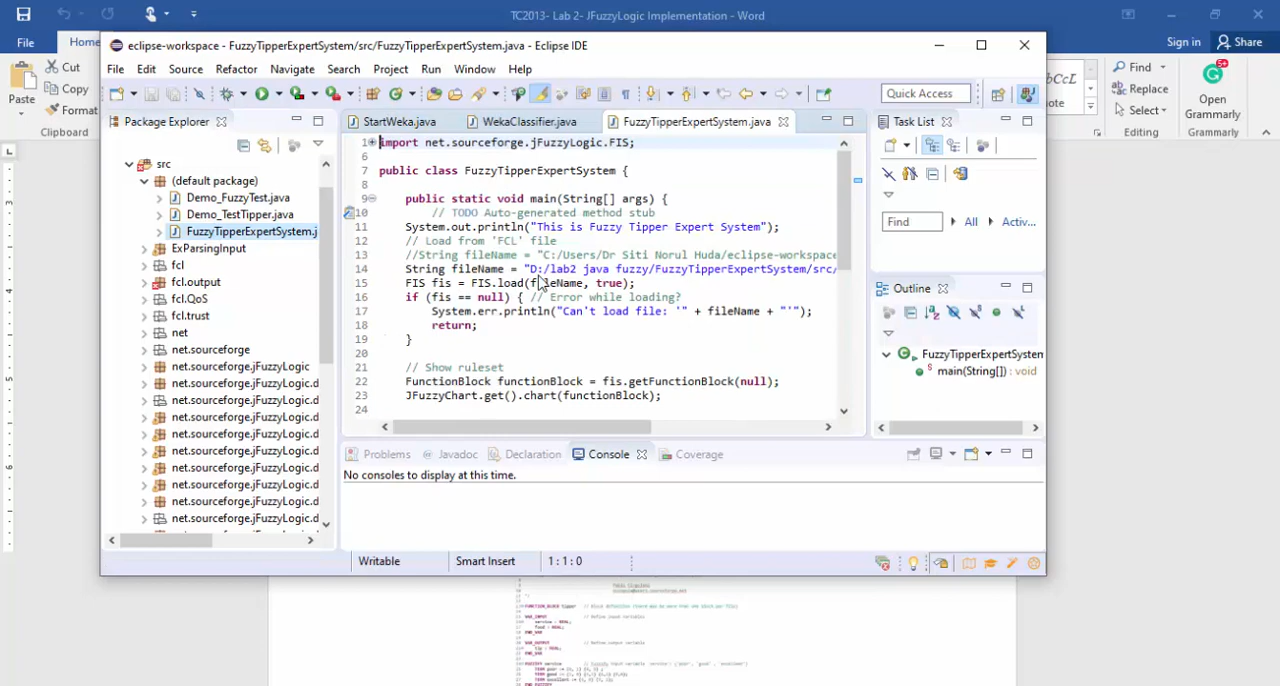 TC2013- Lab 2- JFuzzyLogic Implementation - Word
File
Home
Sign in
Share
Paste
Cut
Copy
Format
Find
Replace
Select
Editing
Open
Grammarly
Grammarly
eclipse-workspace - FuzzyTipperExpertSystem/src/FuzzyTipperExpertSystem.java - Eclipse IDE
File Edit Source Refactor Navigate Search Project Run Window Help
Quick Access
Package Explorer
src
(default package)
Demo_FuzzyTest.java
Demo_TestTipper.java
FuzzyTipperExpertSystem.j
ExParsingInput
fcl
fcl.output
fcl.QoS
fcl.trust
net
net.sourceforge
net.sourceforge.jFuzzyLogic
net.sourceforge.jFuzzyLogic.d
net.sourceforge.jFuzzyLogic.d
net.sourceforge.jFuzzyLogic.d
net.sourceforge.jFuzzyLogic.d
net.sourceforge.jFuzzyLogic.d
net.sourceforge.jFuzzyLogic.d
net.sourceforge.jFuzzyLogic.d
net.sourceforge.jFuzzyLogic.d
net.sourceforge.jFuzzyLogic.d
StartWeka.java WekaClassifier.java FuzzyTipperExpertSystem.java
1 import net.sourceforge.jFuzzyLogic.FIS;
6
7 public class FuzzyTipperExpertSystem {
8
9 public static void main(String[] args) {
10 // TODO Auto-generated method stub
11 System.out.println("This is Fuzzy Tipper Expert System");
12 // Load from 'FCL' file
13 //String fileName = "C:/Users/Dr Siti Norul Huda/eclipse-workspace
14 String fileName = "D:/lab2 java fuzzy/FuzzyTipperExpertSystem/src/
15 FIS fis = FIS.load(fileName, true);
16 if (fis == null) { // Error while loading?
17 System.err.println("Can't load file: '" + fileName + "'");
18 return;
19 }
20
21 // Show ruleset
22 FunctionBlock functionBlock = fis.getFunctionBlock(null);
23 JFuzzyChart.get().chart(functionBlock);
24
Task List
Find All Activ...
Outline
FuzzyTipperExpertSystem
main(String[]) : void
Problems Javadoc Declaration Console Coverage
No consoles to display at this time.
Writable Smart Insert 1 : 1 : 0